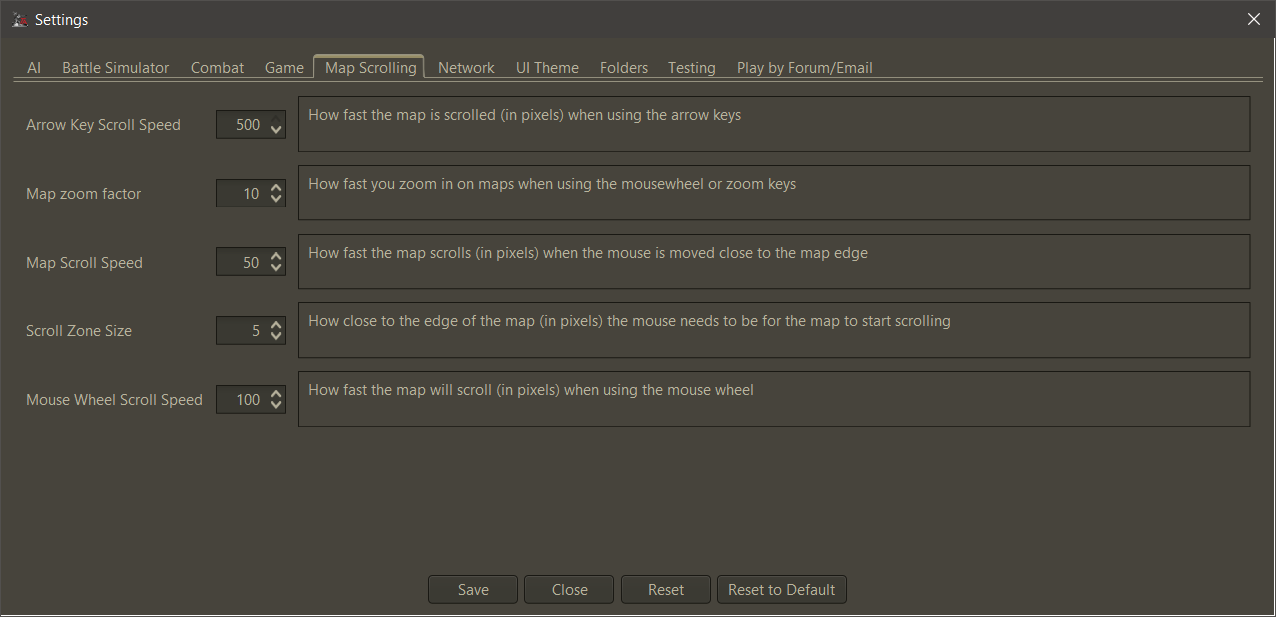 Settings
AI Battle Simulator Combat Game Map Scrolling Network UI Theme Folders Testing Play by Forum/Email
Arrow Key Scroll Speed 500 How fast the map is scrolled (in pixels) when using the arrow keys
Map zoom factor 10 How fast you zoom in on maps when using the mousewheel or zoom keys
Map Scroll Speed 50 How fast the map scrolls (in pixels) when the mouse is moved close to the map edge
Scroll Zone Size 5 How close to the edge of the map (in pixels) the mouse needs to be for the map to start scrolling
Mouse Wheel Scroll Speed 100 How fast the map will scroll (in pixels) when using the mouse wheel
Save Close Reset Reset to Default